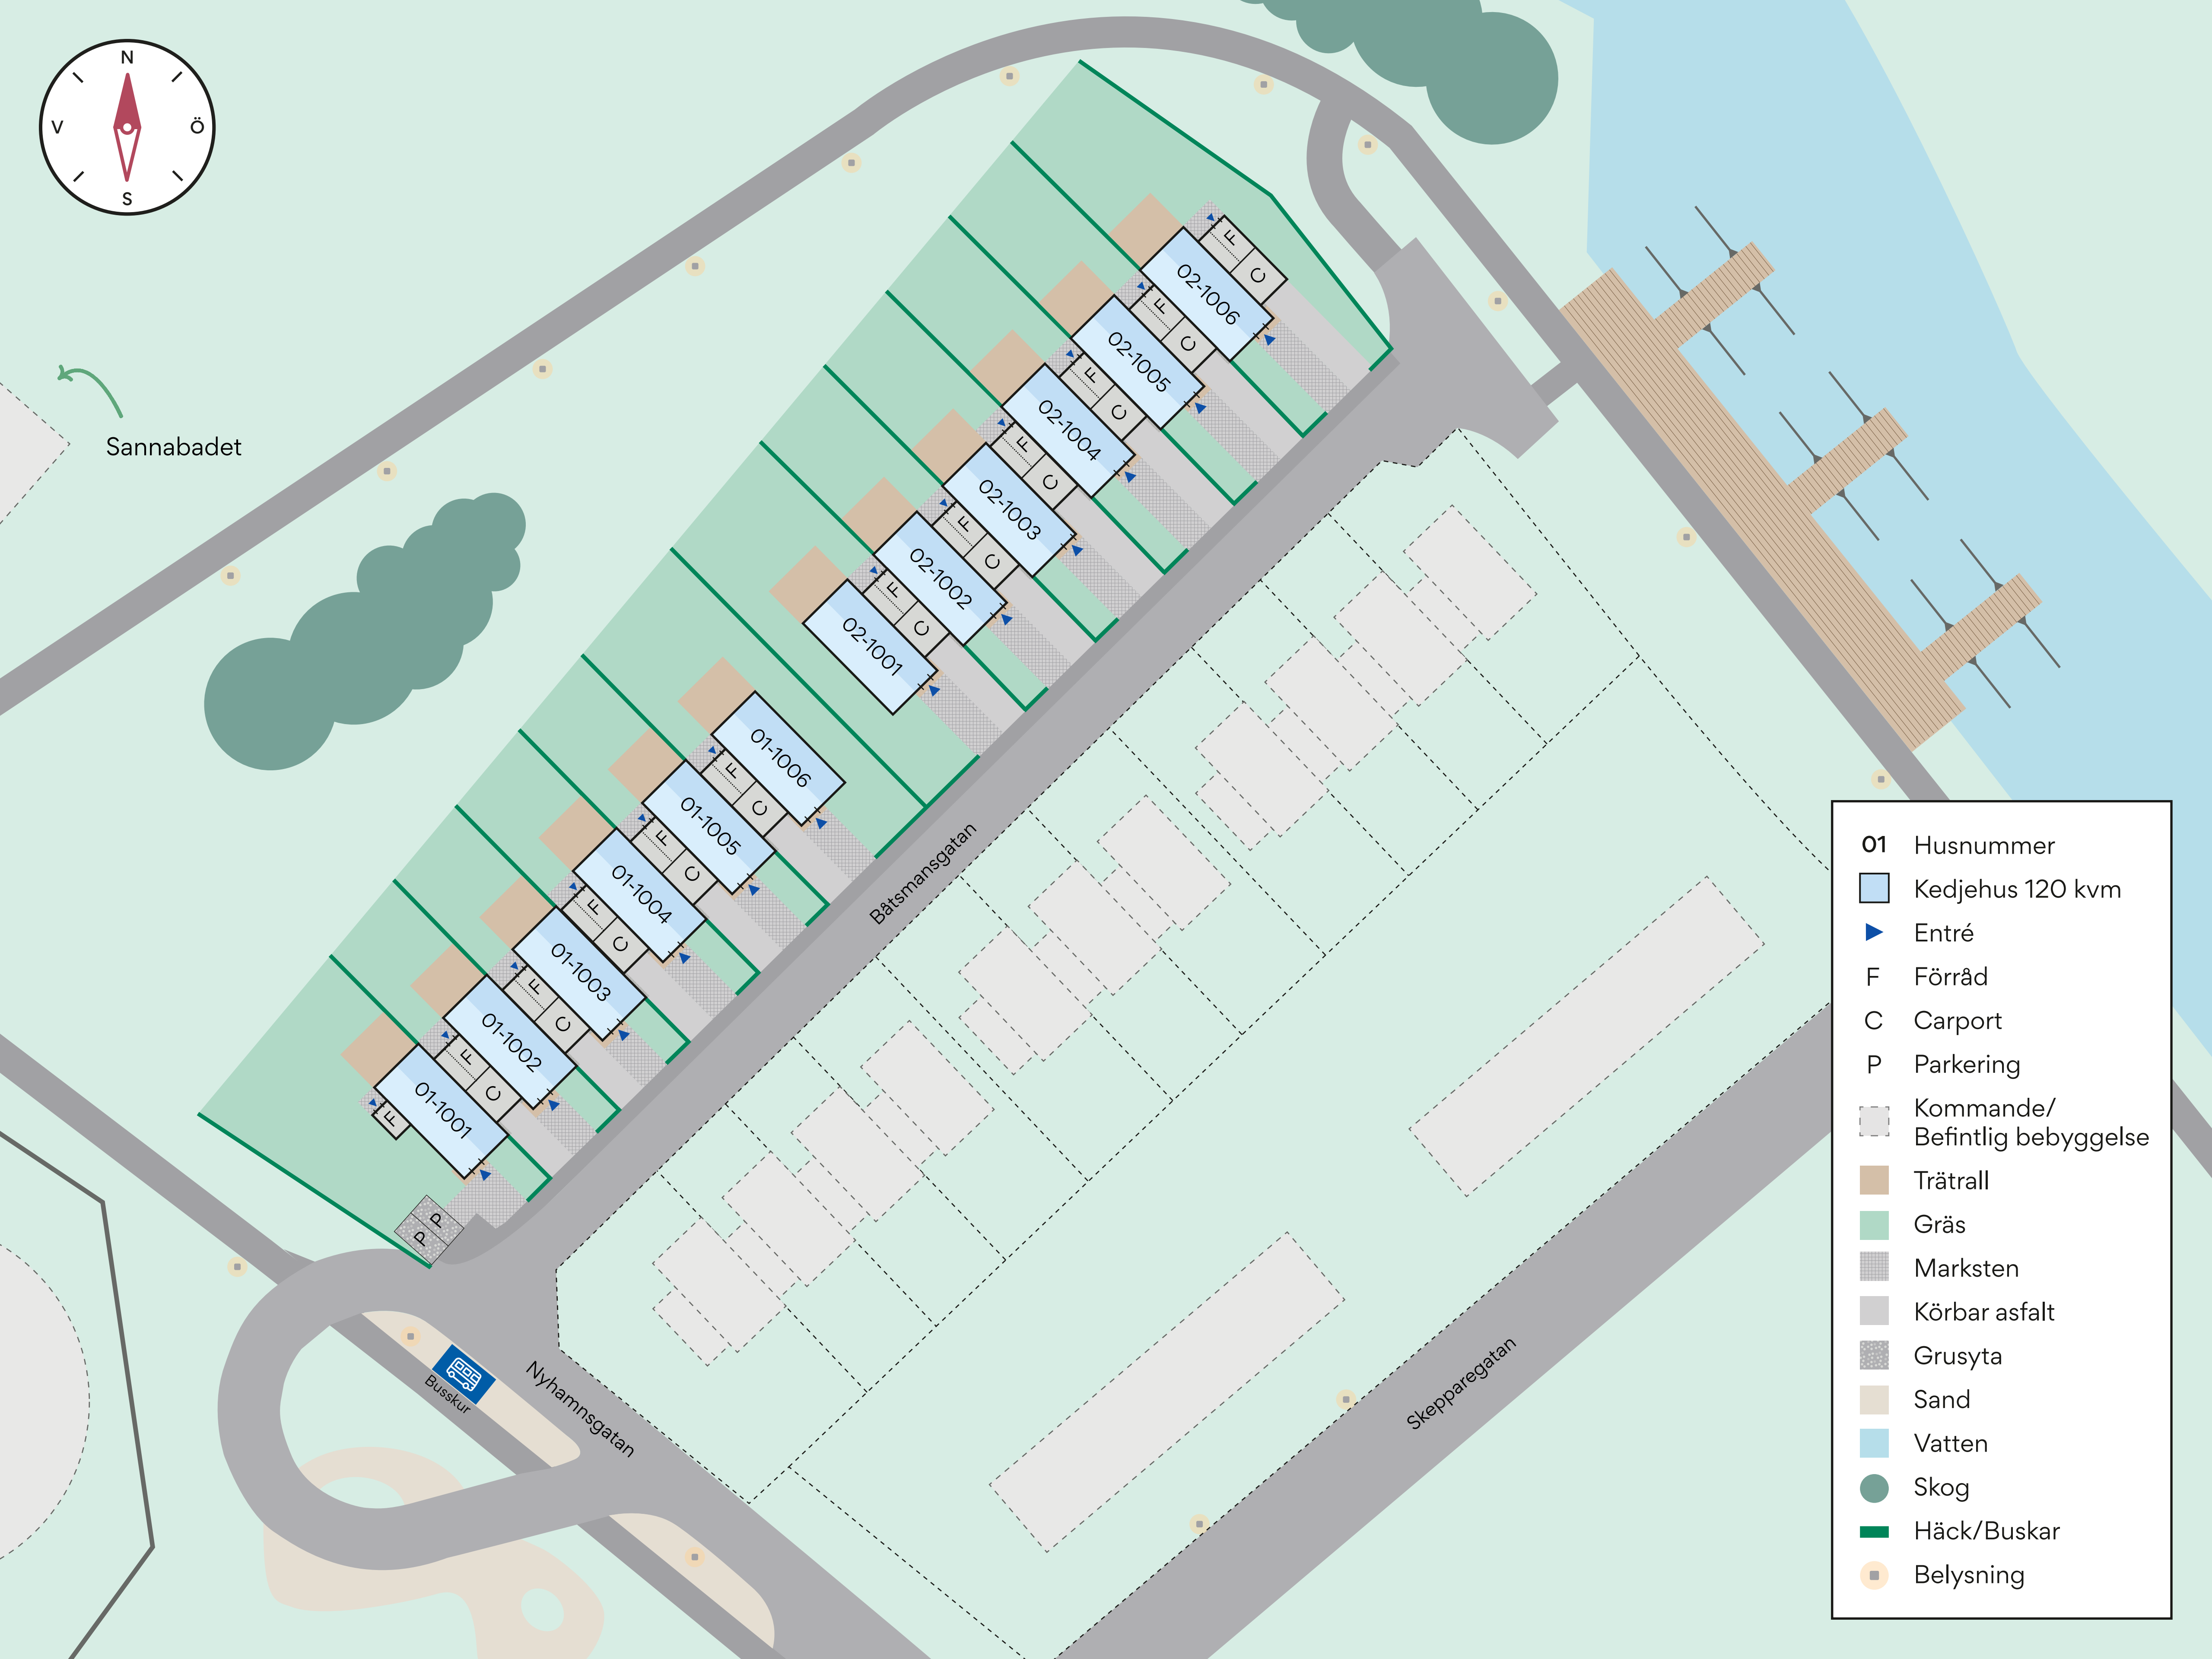 N
V
Ö
S
Sannabadet
F
C
02-1006
F
C
02-1005
F
C
02-1004
F
C
02-1003
F
C
02-1002
F
C
02-1001
01-1006
F
C
01-1005
F
C
01-1004
F
C
01-1003
F
C
01-1002
F
C
01-1001
F
P
P
Båtsmansgatan
Busskur
Nyhamnsgatan
Skepparegatan
01 Husnummer
Kedjehus 120 kvm
Entré
F Förråd
C Carport
P Parkering
Kommande/
Befintlig bebyggelse
Trätrall
Gräs
Marksten
Körbar asfalt
Grusyta
Sand
Vatten
Skog
Häck/Buskar
Belysning